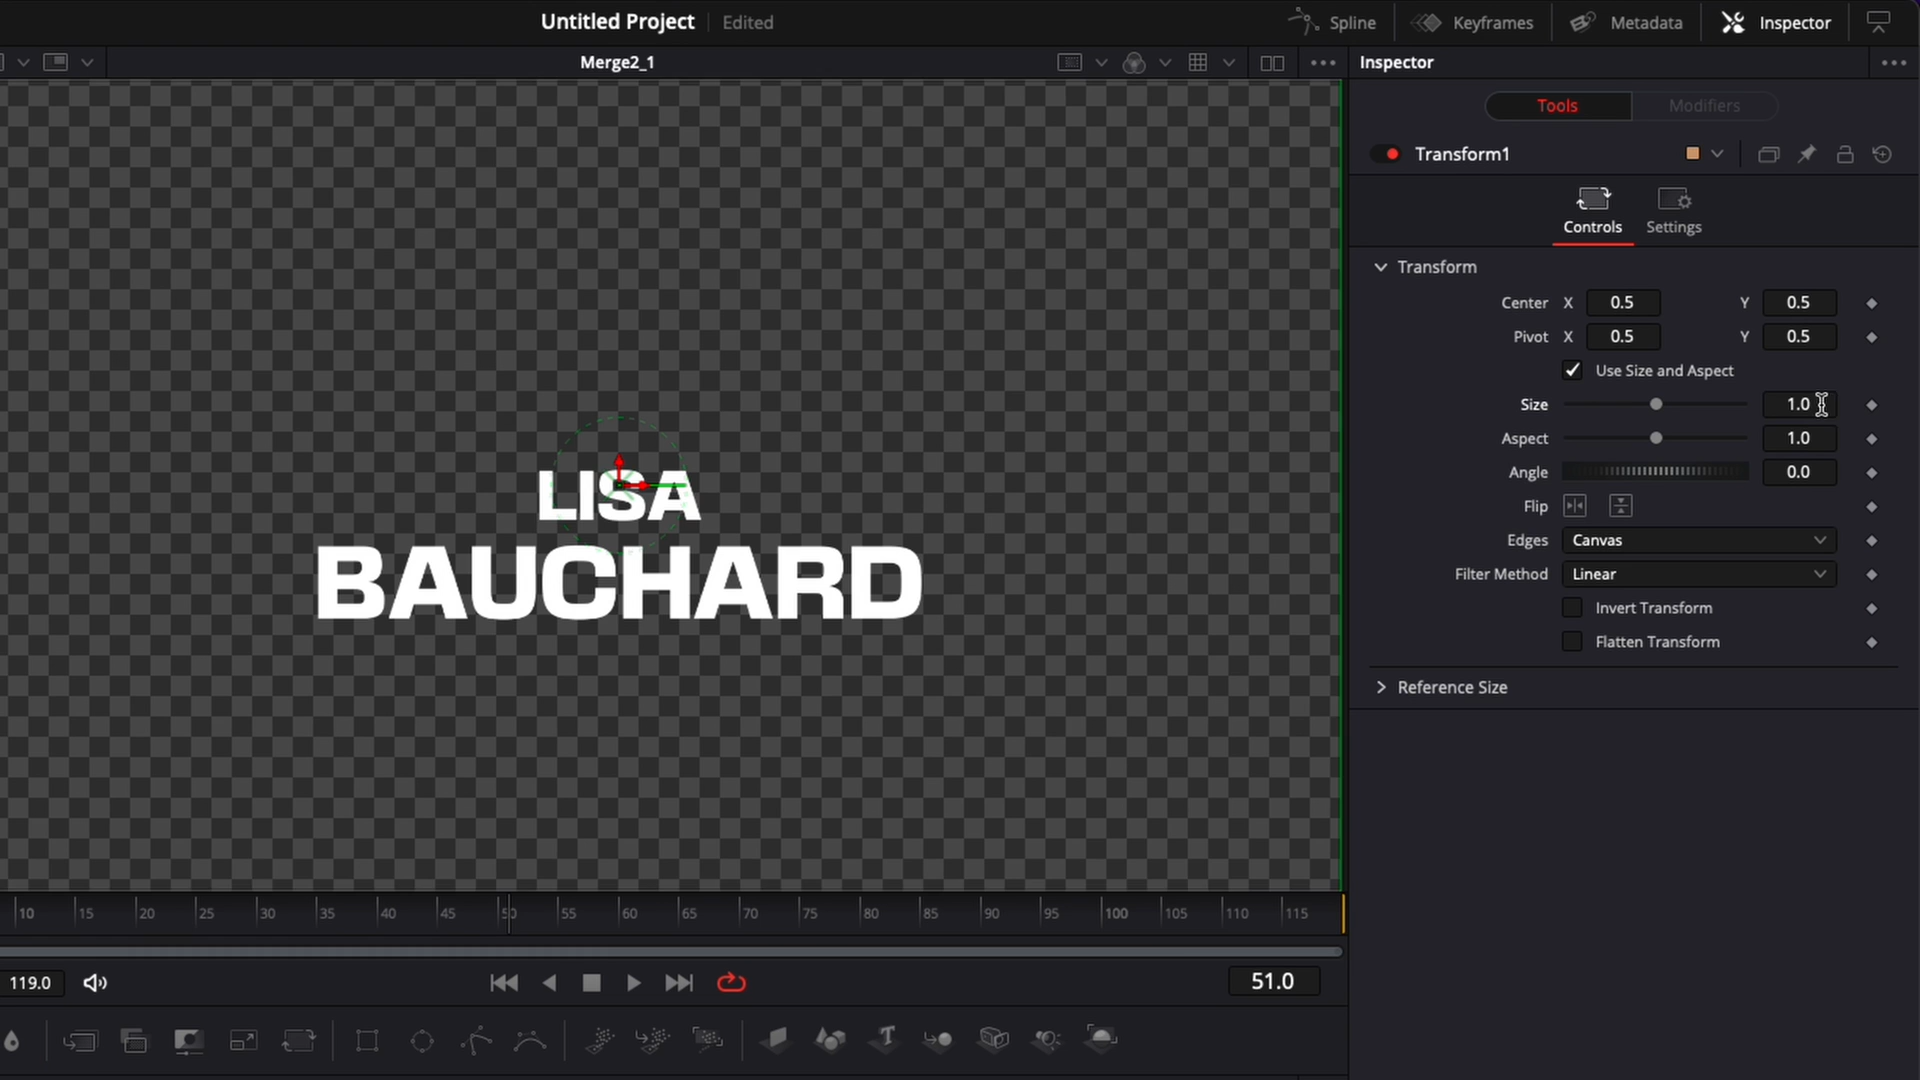 Untitled Project Edited
Spline Keyframes Metadata Inspector
Merge2_1
Inspector
Tools Modifiers
Transform1
Controls Settings
Transform
Center X 0.5 Y 0.5
Pivot X 0.5 Y 0.5
Use Size and Aspect
Size 1.0
Aspect 1.0
Angle 0.0
Flip
Edges Canvas
Filter Method Linear
Invert Transform
Flatten Transform
Reference Size
LISA
BAUCHARD
10 15 20 25 30 35 40 45 50 55 60 65 70 75 80 85 90 95 100 105 110 115
119.0 51.0